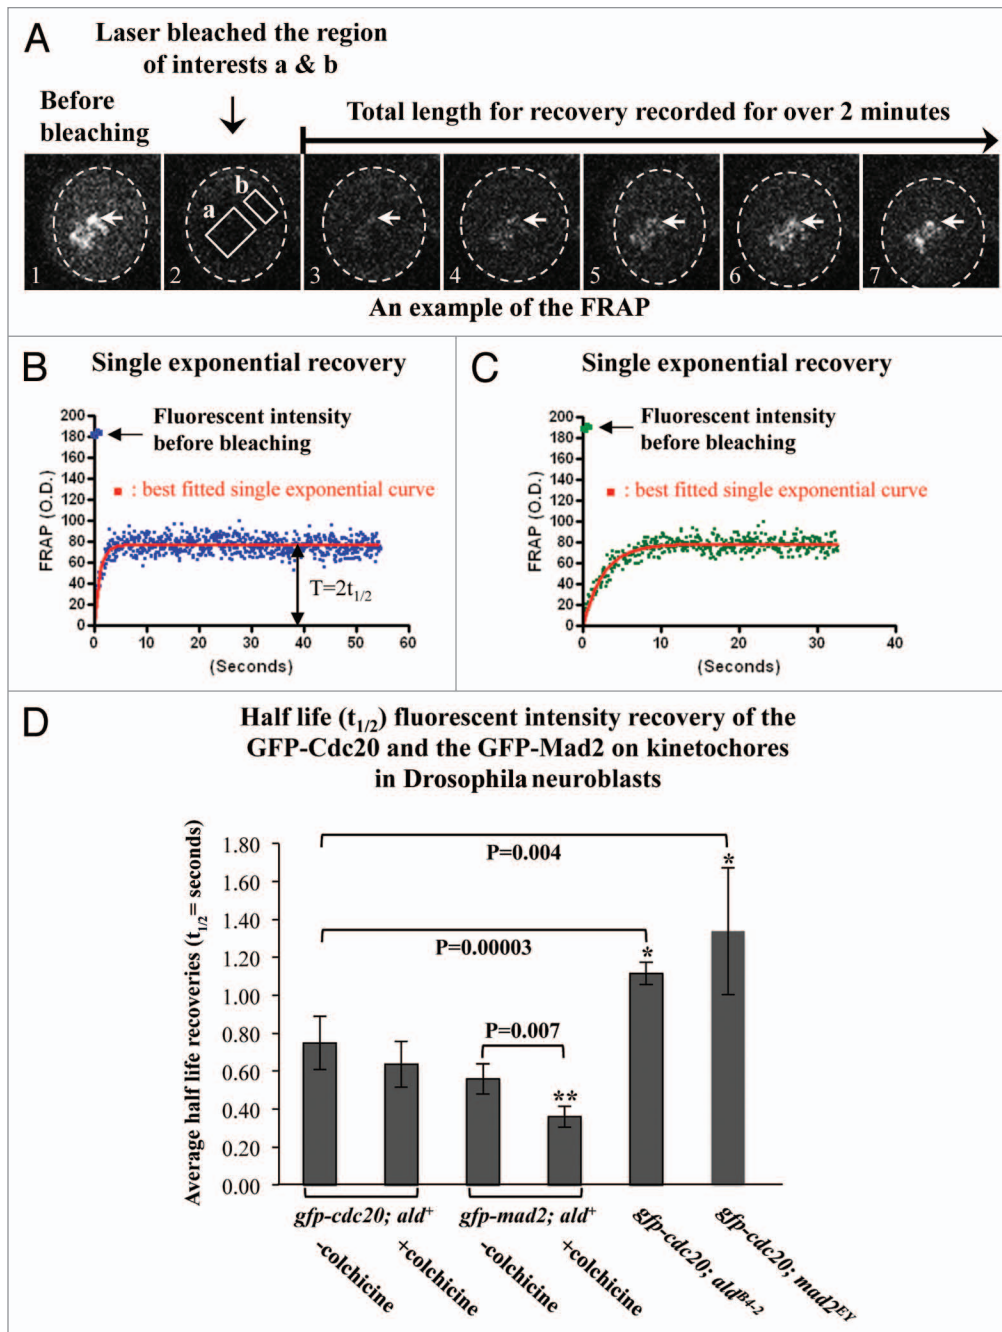 A
Laser bleached the region
of interests a & b
Before
bleaching
Total length for recovery recorded for over 2 minutes
a
b
1
2
3
4
5
6
7
An example of the FRAP
B
Single exponential recovery
Fluorescent intensity
before bleaching
: best fitted single exponential curve
FRAP (O.D.)
200
180
160
140
120
100
80
60
40
20
0
T=2t1/2
0 10 20 30 40 50 60
(Seconds)
C
Single exponential recovery
Fluorescent intensity
before bleaching
: best fitted single exponential curve
FRAP (O.D.)
200
180
160
140
120
100
80
60
40
20
0
0 10 20 30 40
(Seconds)
D
Half life (t1/2) fluorescent intensity recovery of the
GFP-Cdc20 and the GFP-Mad2 on kinetochores
in Drosophila neuroblasts
Average half life recoveries (t1/2= seconds)
1.80
1.60
1.40
1.20
1.00
0.80
0.60
0.40
0.20
0.00
P=0.004
P=0.00003
P=0.007
**
*
*
gfp-cdc20; ald+
gfp-mad2; ald+
-colchicine
+colchicine
-colchicine
+colchicine
gfp-cdc20; aldB4-2
gfp-cdc20; mad2EY